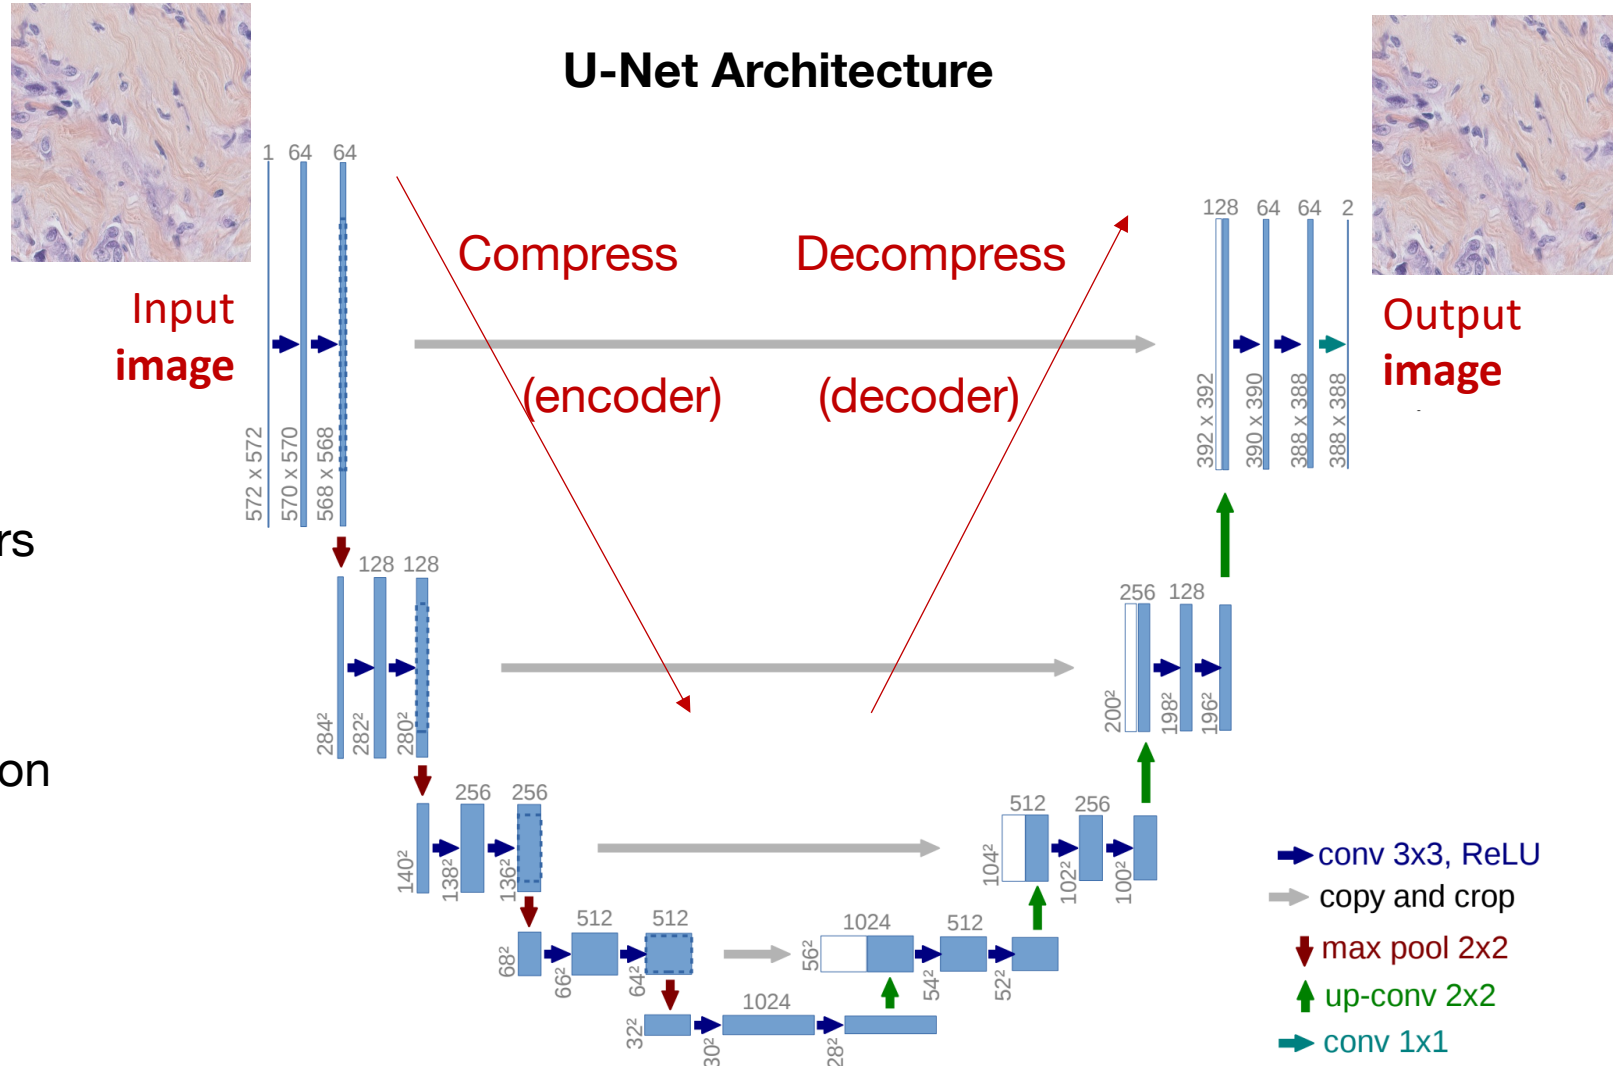 U-Net Architecture
1 64 64
128 64 64 2
Compress
Decompress
Input
image
Output
image
(encoder)
(decoder)
572 x 572
570 x 570
568 x 568
392 x 392
390 x 390
388 x 388
388 x 388
rs
128 128
256 128
284²
282²
280²
200²
198²
196²
on
256 256
512 256
140²
138²
136²
104²
102²
100²
conv 3x3, ReLU
copy and crop
max pool 2x2
up-conv 2x2
conv 1x1
512 512
1024 512
68²
66²
64²
56²
54²
52²
1024
32²
30²
28²